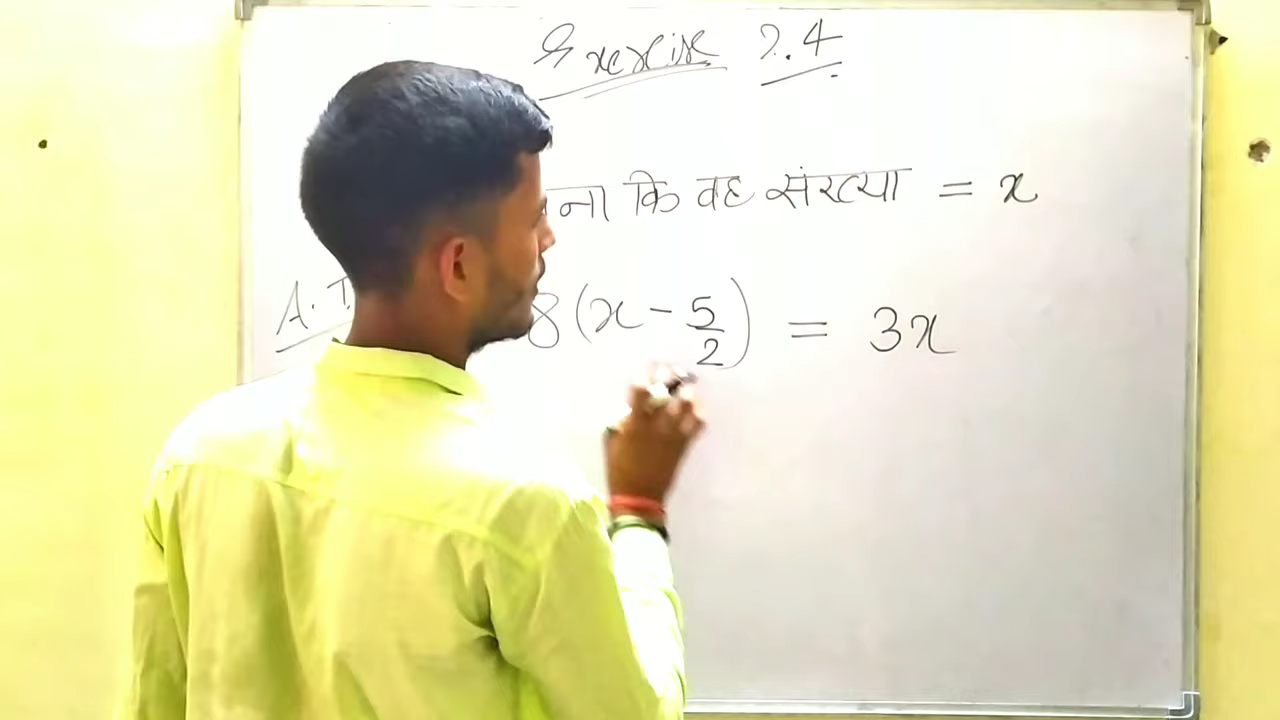 Exercise 2.4
ना कि वह संख्या = x
A. T 8(x - 5/2) = 3x